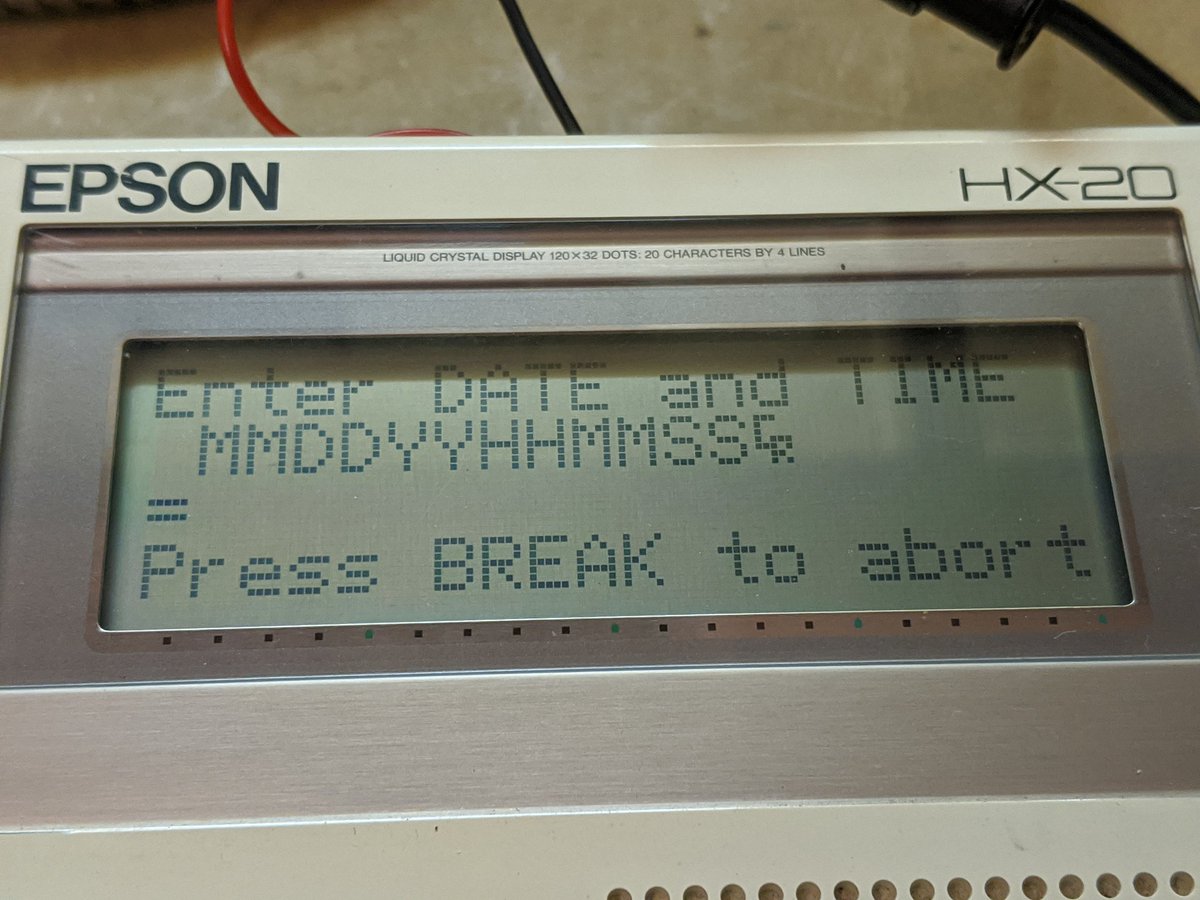 EPSON
HX-20
LIQUID CRYSTAL DISPLAY 120×32 DOTS: 20 CHARACTERS BY 4 LINES
Enter DATE and TIME
MMDDYYHHMMSS↵
=
Press BREAK to abort